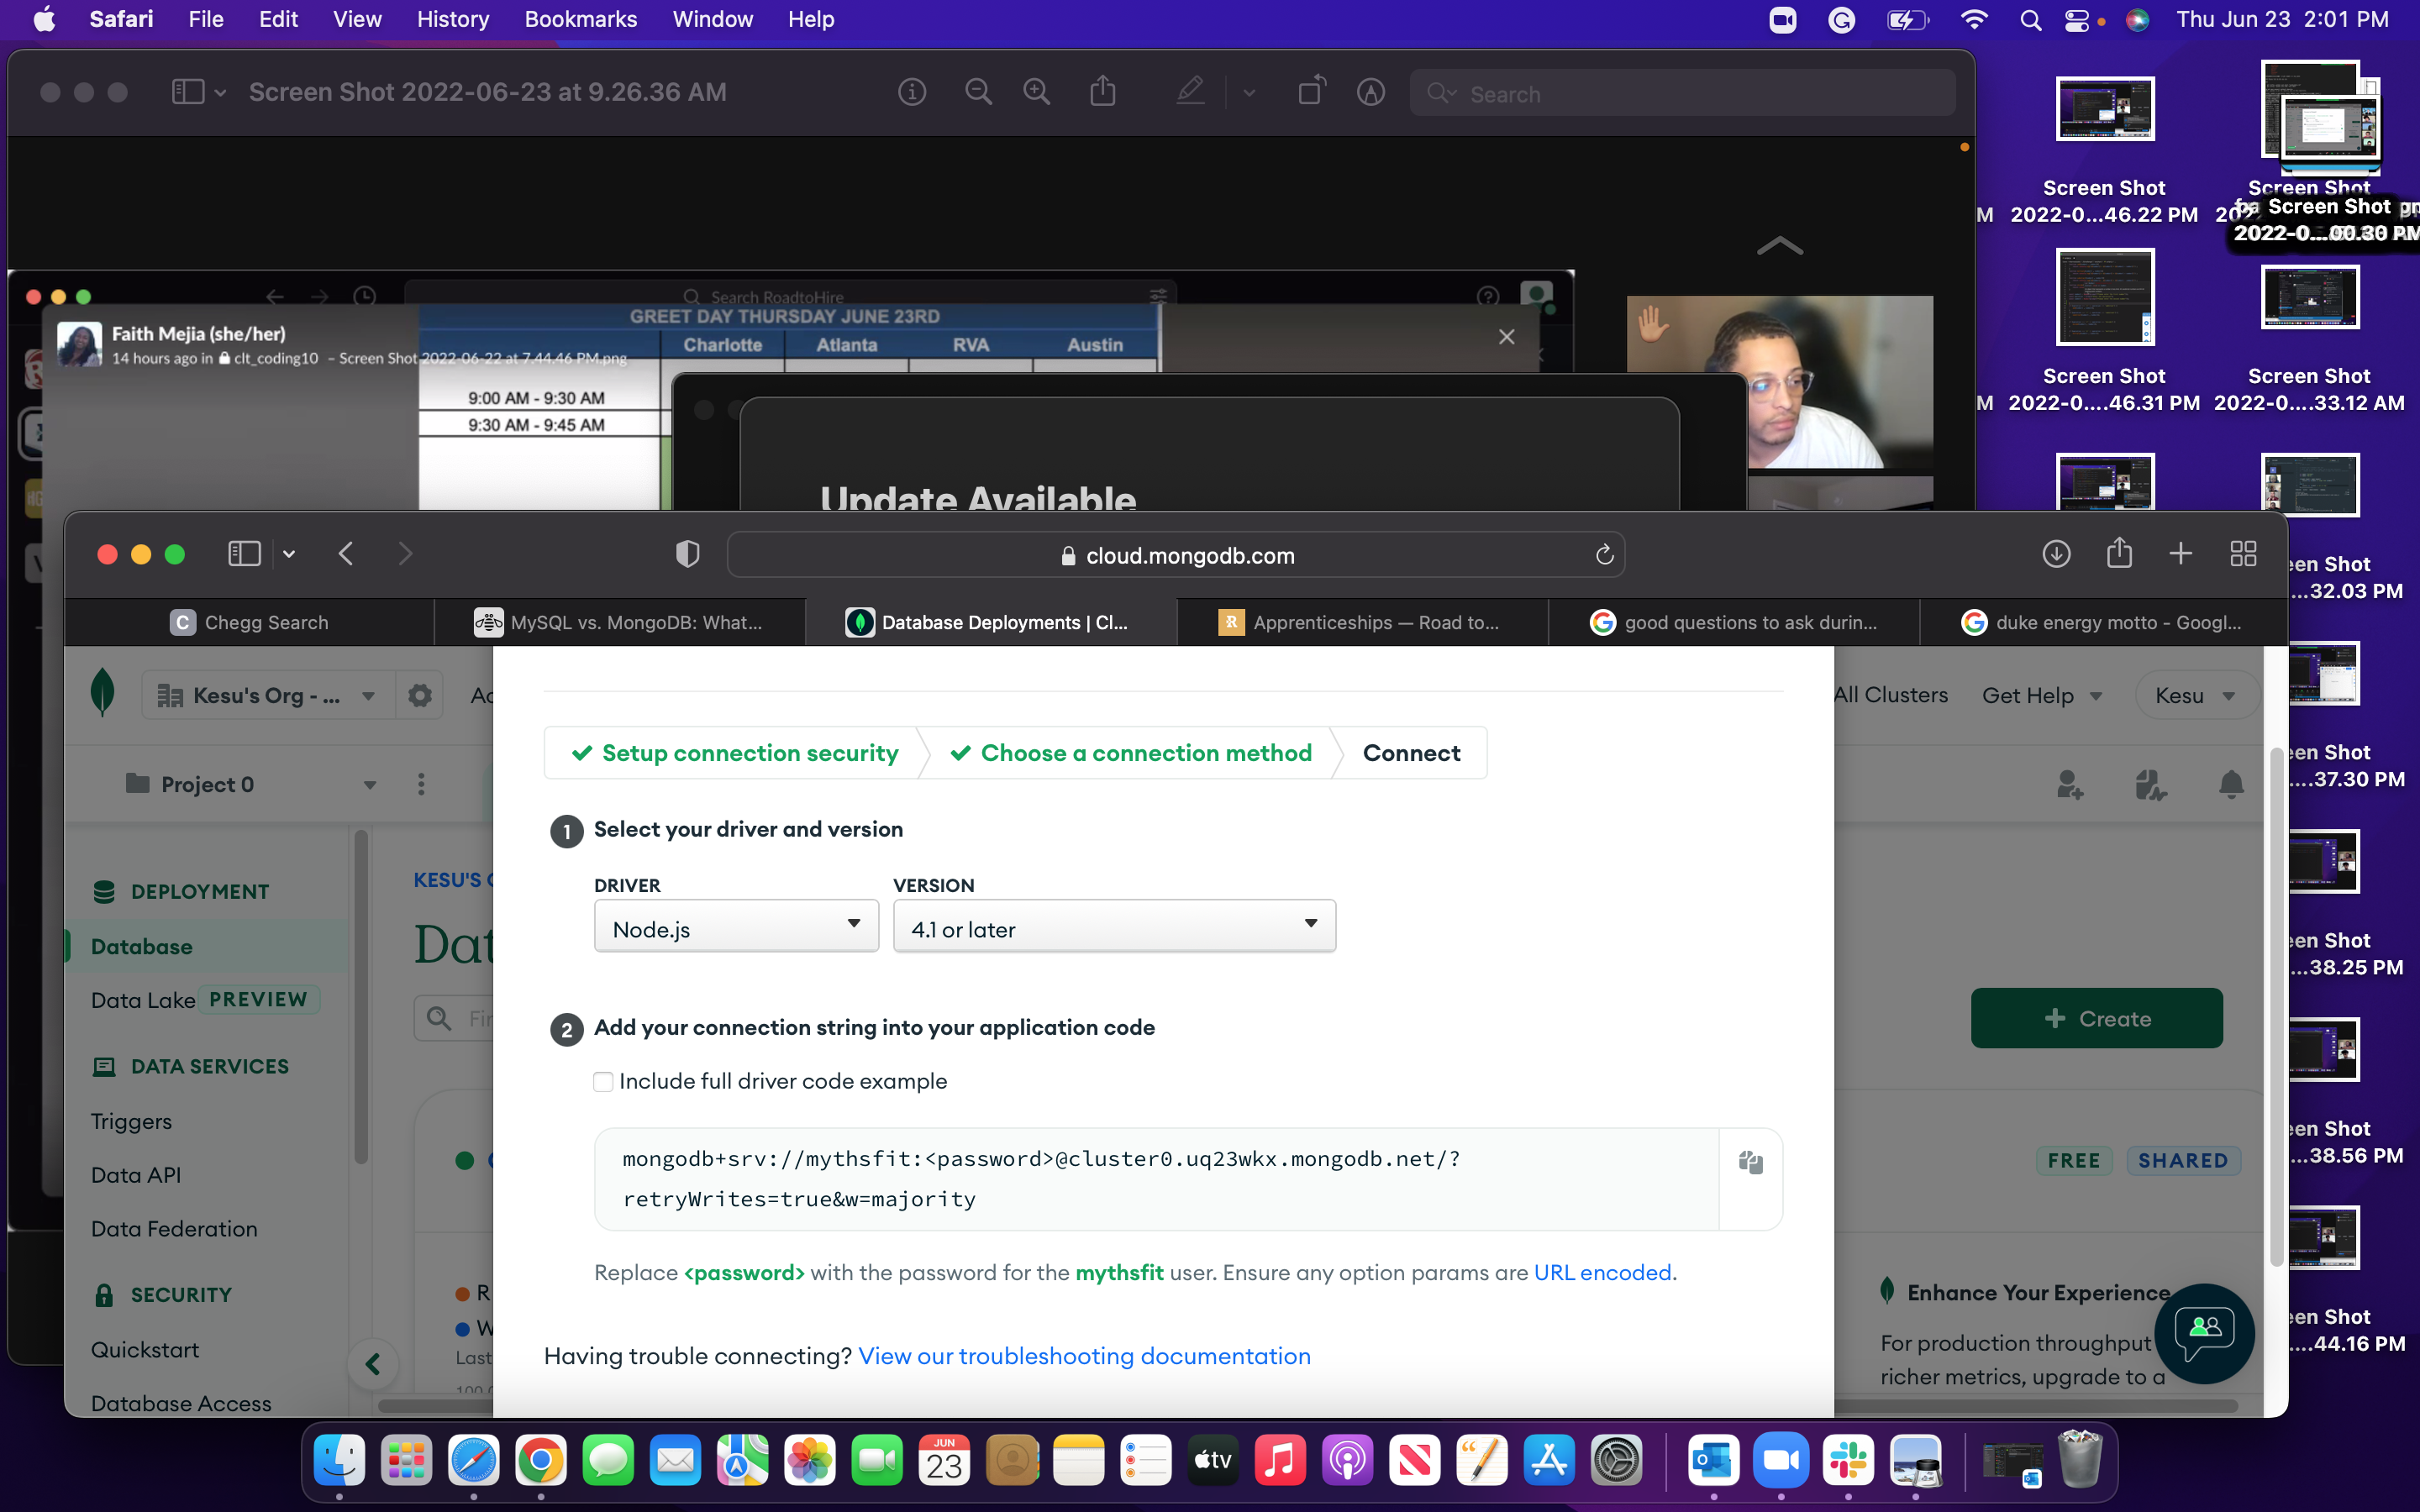 Safari File Edit View History Bookmarks Window Help
Thu Jun 23 2:01 PM
Screen Shot 2022-06-23 at 9.26.36 AM
Search
Screen Shot
2022-0...46.22 PM
Screen Shot
Screen Shot
2022-0...
Screen Shot
2022-0....46.31 PM
Screen Shot
2022-0....33.12 AM
Search RoadtoHire
Faith Mejia (she/her)
14 hours ago in clt_coding10 – Screen Shot 2022-06-22 at 7.44.46 PM.png
GREET DAY THURSDAY JUNE 23RD
Charlotte Atlanta RVA Austin
9:00 AM - 9:30 AM
9:30 AM - 9:45 AM
Update Available
cloud.mongodb.com
Chegg Search
MySQL vs. MongoDB: What...
Database Deployments | Cl...
Apprenticeships — Road to...
good questions to ask durin...
duke energy motto - Googl...
Kesu's Org - ...
Ac
All Clusters
Get Help
Kesu
Project 0
DEPLOYMENT
Database
Data Lake PREVIEW
DATA SERVICES
Triggers
Data API
Data Federation
SECURITY
Quickstart
Database Access
KESU'S
Dat
Fin
R
W
Last
Setup connection security
Choose a connection method
Connect
1 Select your driver and version
DRIVER VERSION
Node.js 4.1 or later
2 Add your connection string into your application code
Include full driver code example
mongodb+srv://mythsfit:<password>@cluster0.uq23wkx.mongodb.net/?
retryWrites=true&w=majority
Replace <password> with the password for the mythsfit user. Ensure any option params are URL encoded.
Having trouble connecting? View our troubleshooting documentation
+ Create
FREE SHARED
Enhance Your Experience
For production throughput
richer metrics, upgrade to a
een Shot
...32.03 PM
een Shot
....37.30 PM
een Shot
...38.25 PM
een Shot
...38.56 PM
een Shot
....44.16 PM
JUN
23
tv